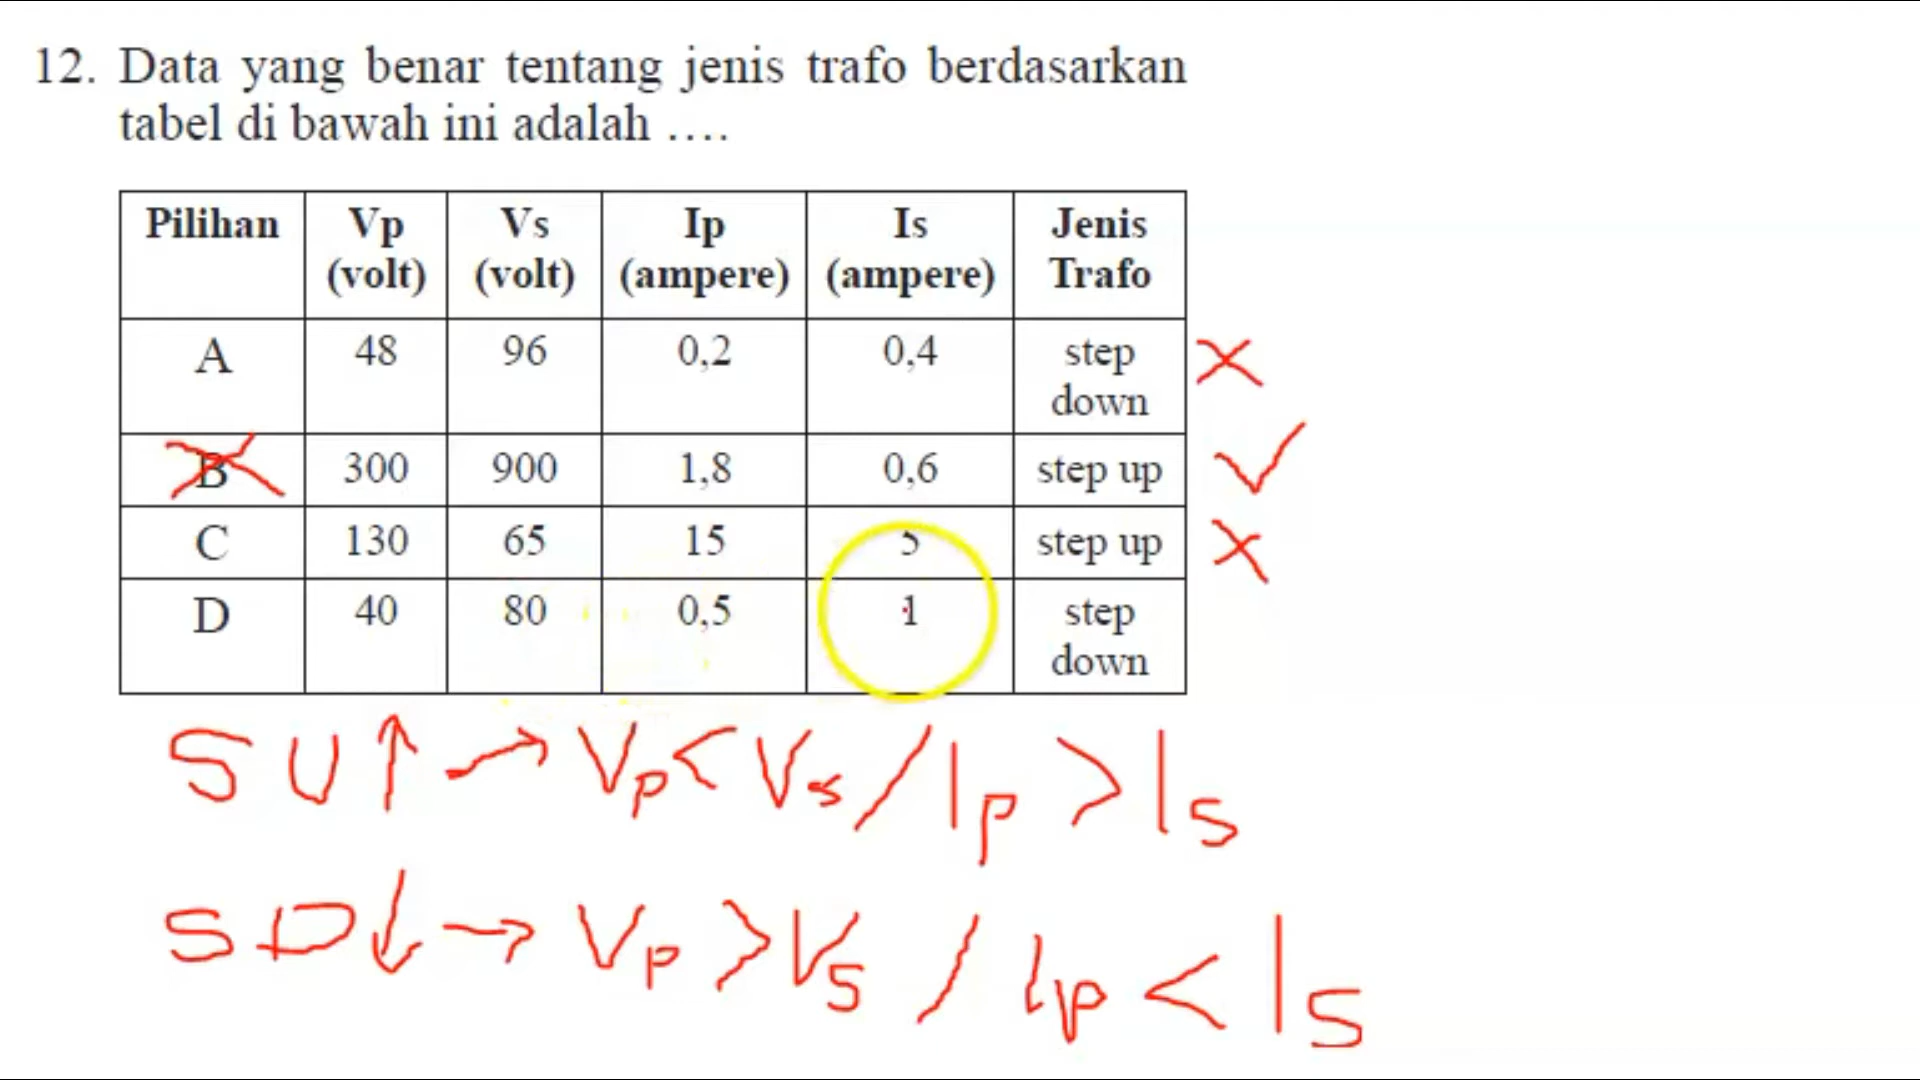 12. Data yang benar tentang jenis trafo berdasarkan
tabel di bawah ini adalah ….
Pilihan Vp (volt) Vs (volt) Ip (ampere) Is (ampere) Jenis Trafo
A 48 96 0,2 0,4 step down
B 300 900 1,8 0,6 step up
C 130 65 15 5 step up
D 40 80 0,5 1 step down
SU↑ → Vp < Vs / Ip > Is
SD↓ → Vp > Vs / Ip < Is